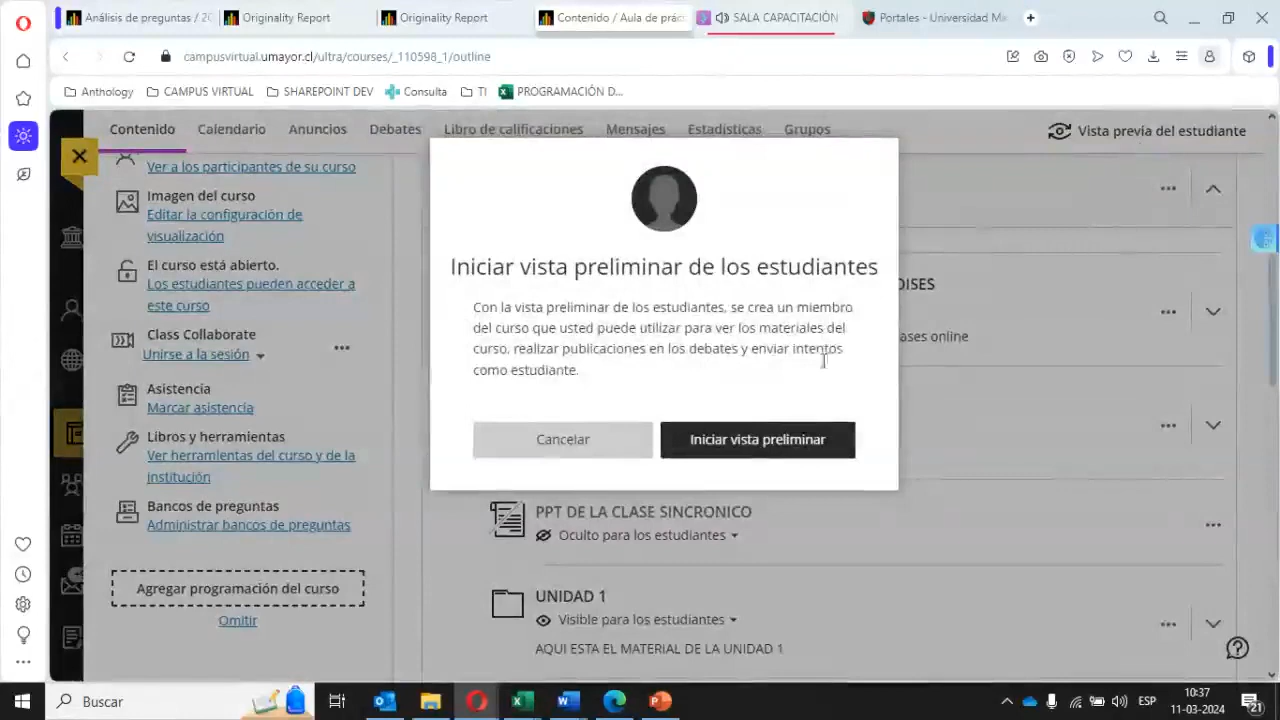 Análisis de preguntas / 20
Originality Report
Originality Report
Contenido / Aula de prác
SALA CAPACITACIÓN
Portales - Universidad M
campusvirtual.umayor.cl/ultra/courses/_110598_1/outline
Anthology
CAMPUS VIRTUAL
SHAREPOINT DEV
Consulta
TI
PROGRAMACIÓN D...
Contenido
Calendario
Anuncios
Debates
Libro de calificaciones
Mensajes
Estadísticas
Grupos
Vista previa del estudiante
Ver a los participantes de su curso
Imagen del curso
Editar la configuración de
visualización
El curso está abierto.
Los estudiantes pueden acceder a
este curso
Class Collaborate
Unirse a la sesión
Asistencia
Marcar asistencia
Libros y herramientas
Ver herramientas del curso y de la
institución
Bancos de preguntas
Administrar bancos de preguntas
Agregar programación del curso
Omitir
Iniciar vista preliminar de los estudiantes
Con la vista preliminar de los estudiantes, se crea un miembro
del curso que usted puede utilizar para ver los materiales del
curso, realizar publicaciones en los debates y enviar intentos
como estudiante.
Cancelar
Iniciar vista preliminar
OISES
ases online
PPT DE LA CLASE SINCRONICO
Oculto para los estudiantes
UNIDAD 1
Visible para los estudiantes
AQUI ESTA EL MATERIAL DE LA UNIDAD 1
Buscar
ESP
10:37
11-03-2024
21